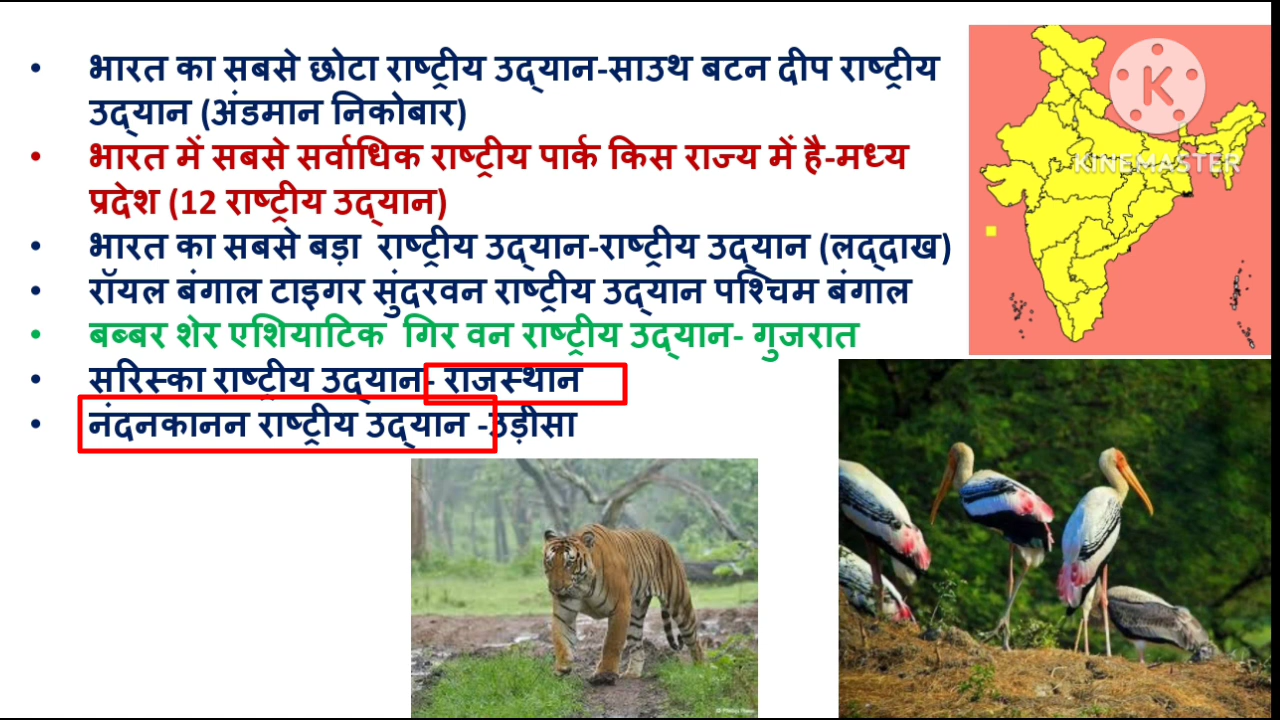 भारत का सबसे छोटा राष्ट्रीय उद्यान-साउथ बटन दीप राष्ट्रीय
उद्यान (अंडमान निकोबार)
भारत में सबसे सर्वाधिक राष्ट्रीय पार्क किस राज्य में है-मध्य
प्रदेश (12 राष्ट्रीय उद्यान)
भारत का सबसे बड़ा राष्ट्रीय उद्यान-राष्ट्रीय उद्यान (लद्दाख)
रॉयल बंगाल टाइगर सुंदरवन राष्ट्रीय उद्यान पश्चिम बंगाल
बब्बर शेर एशियाटिक गिर वन राष्ट्रीय उद्यान- गुजरात
सरिस्का राष्ट्रीय उद्यान- राजस्थान
नंदनकानन राष्ट्रीय उद्यान -उड़ीसा
K
KINEMASTER